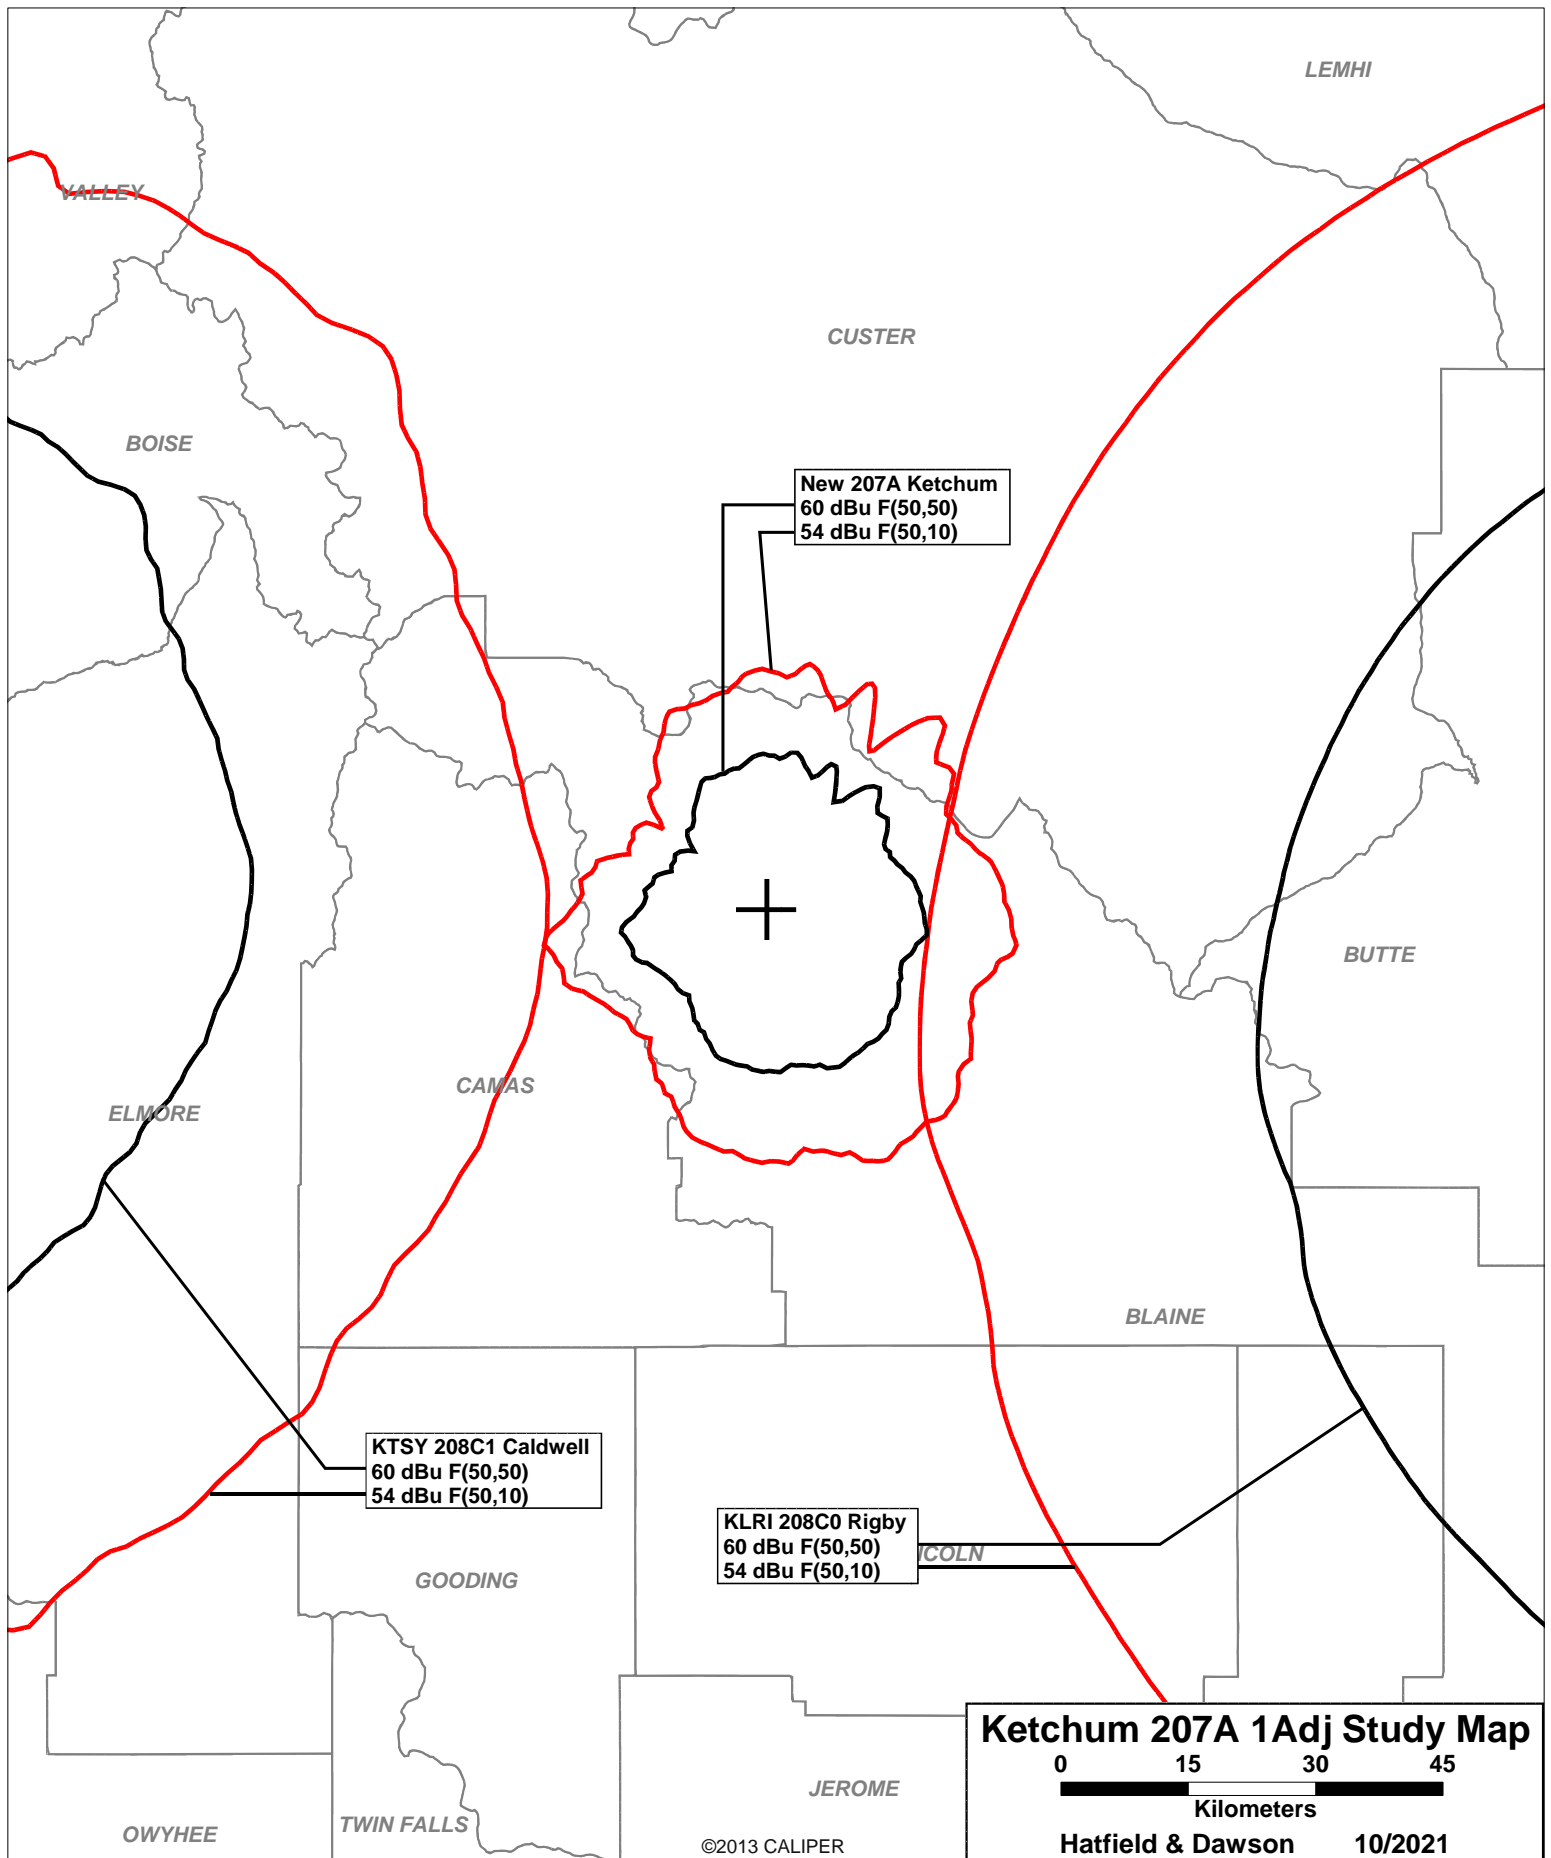 LEMHI
VALLEY
CUSTER
BOISE
New 207A Ketchum
60 dBu F(50,50)
54 dBu F(50,10)
BUTTE
CAMAS
ELMORE
BLAINE
KTSY 208C1 Caldwell
60 dBu F(50,50)
54 dBu F(50,10)
KLRI 208C0 Rigby
60 dBu F(50,50)
54 dBu F(50,10)
COLN
GOODING
Ketchum 207A 1Adj Study Map
0 15 30 45
Kilometers
Hatfield & Dawson 10/2021
JEROME
TWIN FALLS
OWYHEE
©2013 CALIPER